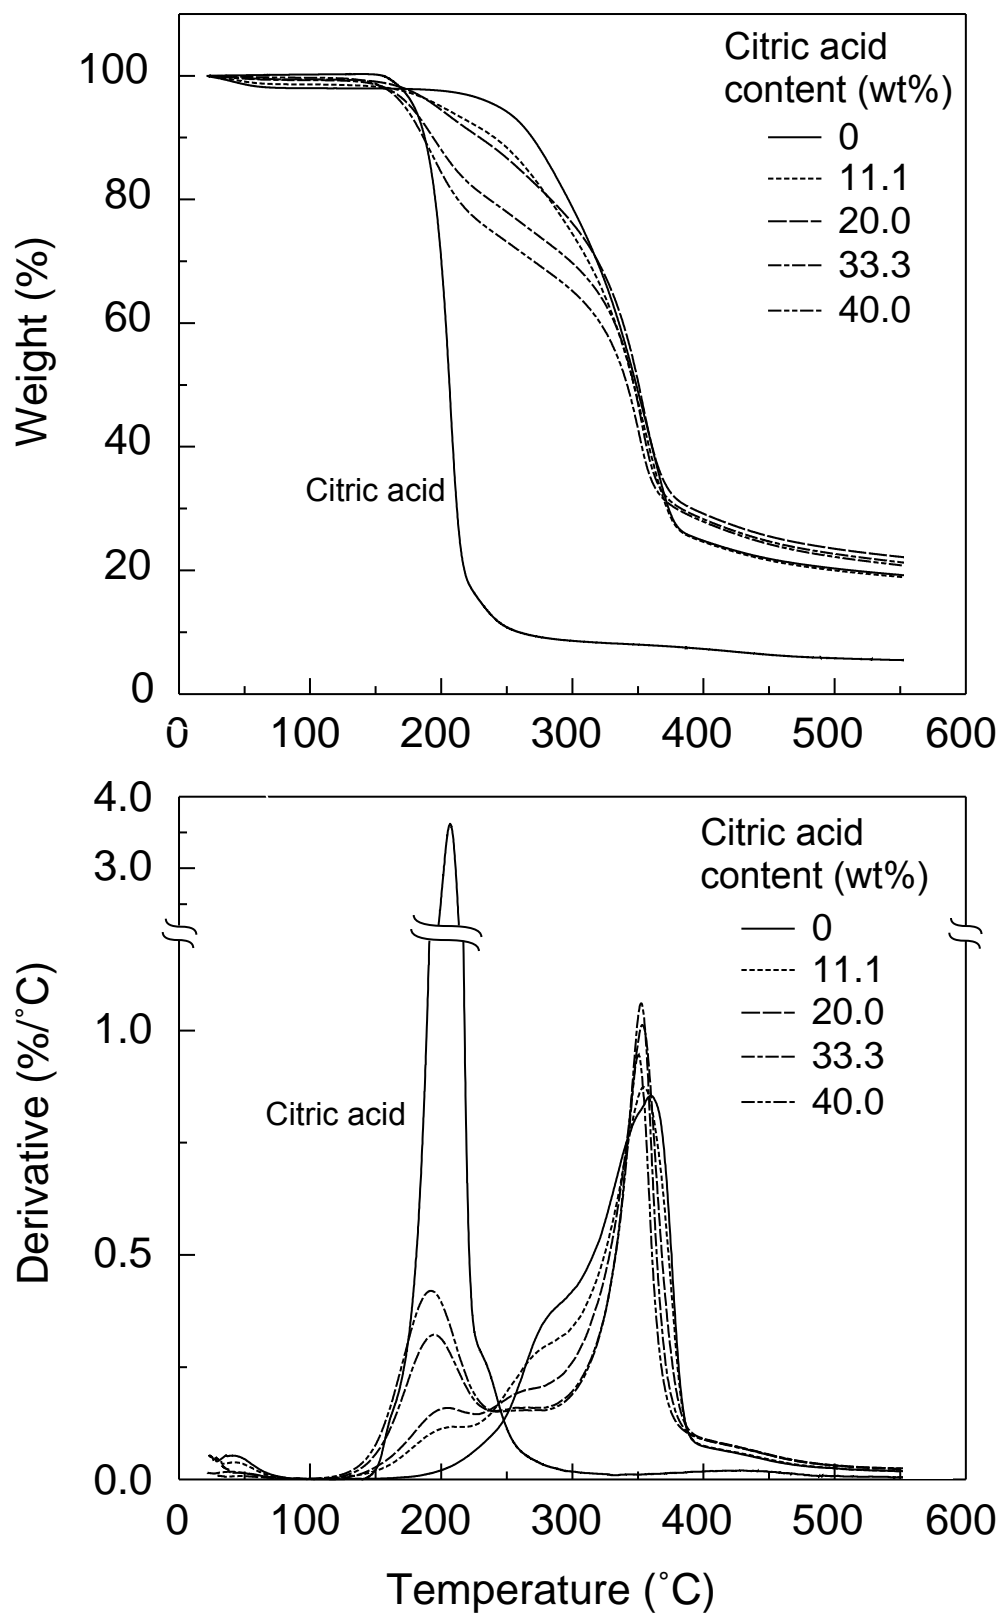 Citric acid
content (wt%)
0
11.1
20.0
33.3
40.0
100
80
60
40
20
0
Weight (%)
Citric acid
0 100 200 300 400 500 600
4.0
3.0
1.0
0.5
0.0
Derivative (%/˚C)
Citric acid
content (wt%)
0
11.1
20.0
33.3
40.0
Citric acid
0 100 200 300 400 500 600
Temperature (˚C)